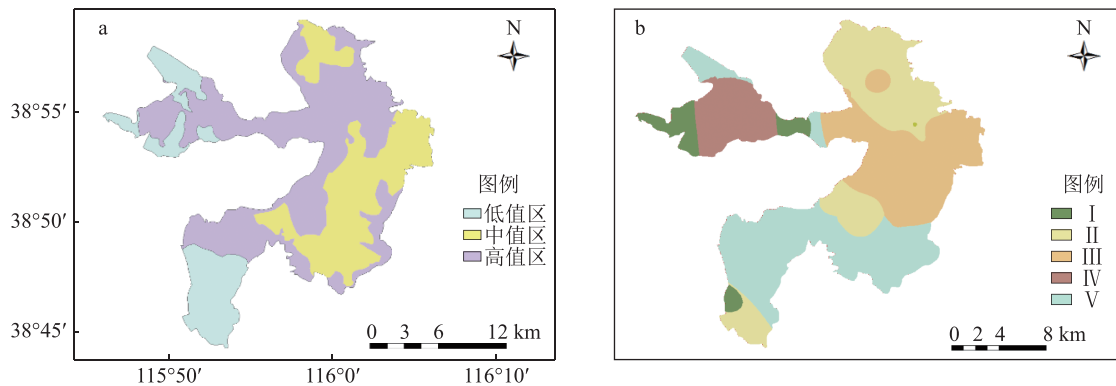 a
N
38°55′
38°50′
38°45′
115°50′
116°0′
116°10′
图例
低值区
中值区
高值区
0 3 6 12 km
b
N
图例
I
II
III
IV
V
0 2 4 8 km